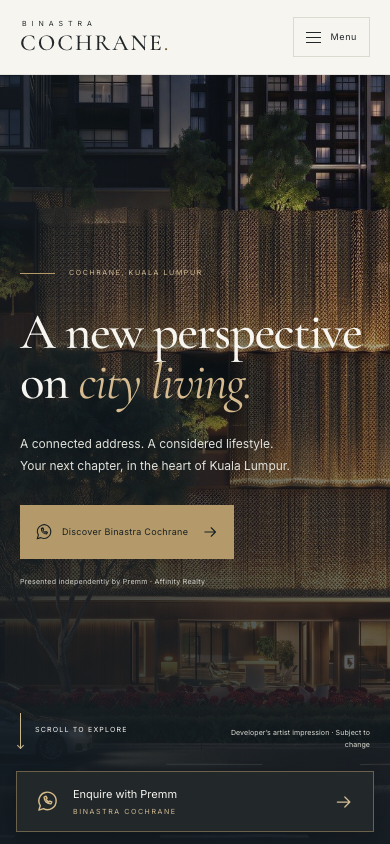 BINASTRA
COCHRANE.
Menu
COCHRANE, KUALA LUMPUR
A new perspective
on city living.
A connected address. A considered lifestyle.
Your next chapter, in the heart of Kuala Lumpur.
Discover Binastra Cochrane
Presented independently by Premm · Affinity Realty
SCROLL TO EXPLORE
Developer's artist impression · Subject to
change
Enquire with Premm
BINASTRA COCHRANE